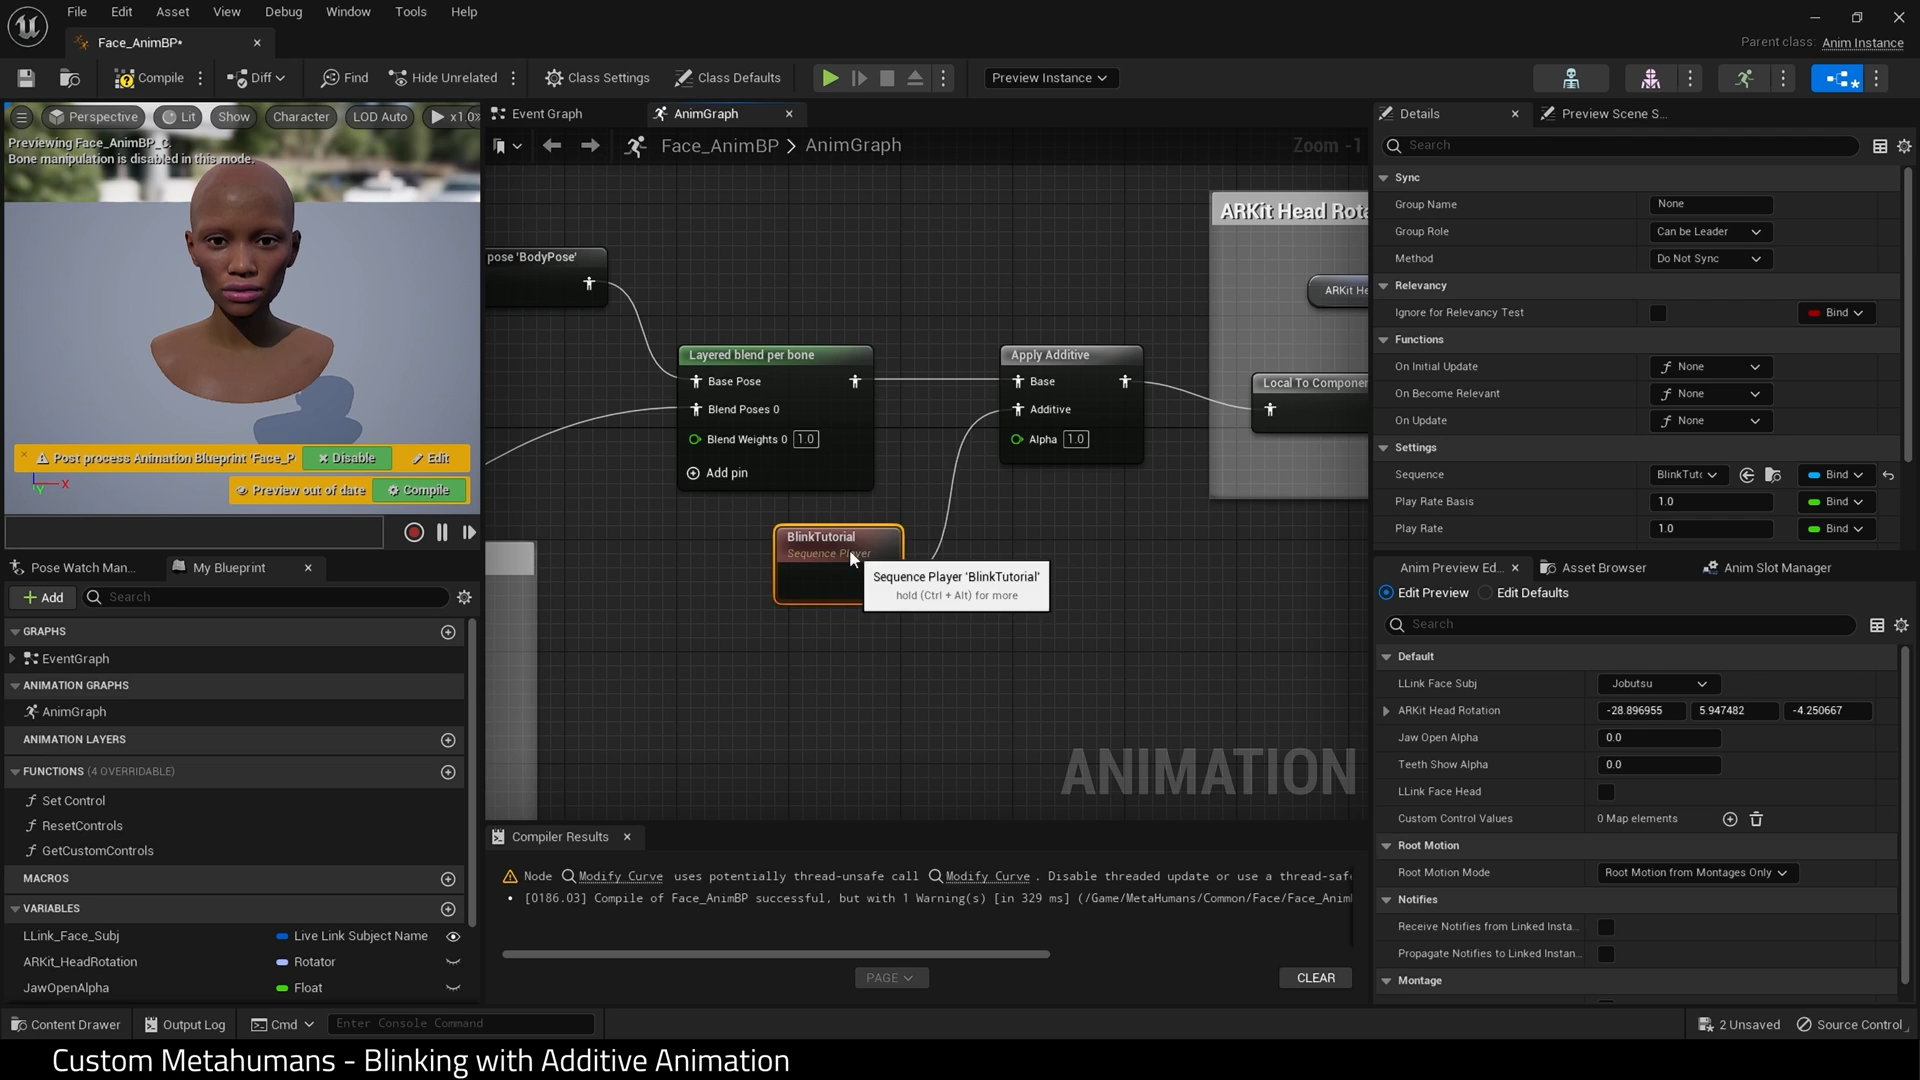 File Edit Asset View Debug Window Tools Help
Face_AnimBP*
Parent class: Anim Instance
Compile Diff Find Hide Unrelated Class Settings Class Defaults Preview Instance
Perspective Lit Show Character LOD Auto x1.0
Previewing Face_AnimBP_C.
Bone manipulation is disabled in this mode.
Post process Animation Blueprint 'Face_P Disable Edit
Preview out of date Compile
X
Y
Pose Watch Man... My Blueprint
Add Search
GRAPHS
EventGraph
ANIMATION GRAPHS
AnimGraph
ANIMATION LAYERS
FUNCTIONS (4 OVERRIDABLE)
Set Control
ResetControls
GetCustomControls
MACROS
VARIABLES
LLink_Face_Subj Live Link Subject Name
ARKit_HeadRotation Rotator
JawOpenAlpha Float
Event Graph AnimGraph
Face_AnimBP > AnimGraph Zoom -1
ARKit Head Rota
pose 'BodyPose'
ARKit He
Layered blend per bone
Base Pose
Blend Poses 0
Blend Weights 0 1.0
Add pin
Apply Additive
Base
Additive
Alpha 1.0
Local To Componen
BlinkTutorial
Sequence Player
Sequence Player 'BlinkTutorial'
hold (Ctrl + Alt) for more
ANIMATION
Compiler Results
Node Modify Curve uses potentially thread-unsafe call Modify Curve . Disable threaded update or use a thread-safe
[0186.03] Compile of Face_AnimBP successful, but with 1 Warning(s) [in 329 ms] (/Game/MetaHumans/Common/Face/Face_Anim
PAGE CLEAR
Details Preview Scene S...
Search
Sync
Group Name None
Group Role Can be Leader
Method Do Not Sync
Relevancy
Ignore for Relevancy Test Bind
Functions
On Initial Update None
On Become Relevant None
On Update None
Settings
Sequence BlinkTuto Bind
Play Rate Basis 1.0 Bind
Play Rate 1.0 Bind
Anim Preview Ed... Asset Browser Anim Slot Manager
Edit Preview Edit Defaults
Search
Default
LLink Face Subj Jobutsu
ARKit Head Rotation -28.896955 5.947482 -4.250667
Jaw Open Alpha 0.0
Teeth Show Alpha 0.0
LLink Face Head
Custom Control Values 0 Map elements
Root Motion
Root Motion Mode Root Motion from Montages Only
Notifies
Receive Notifies from Linked Insta...
Propagate Notifies to Linked Instan...
Montage
Content Drawer Output Log Cmd Enter Console Command 2 Unsaved Source Control
Custom Metahumans - Blinking with Additive Animation